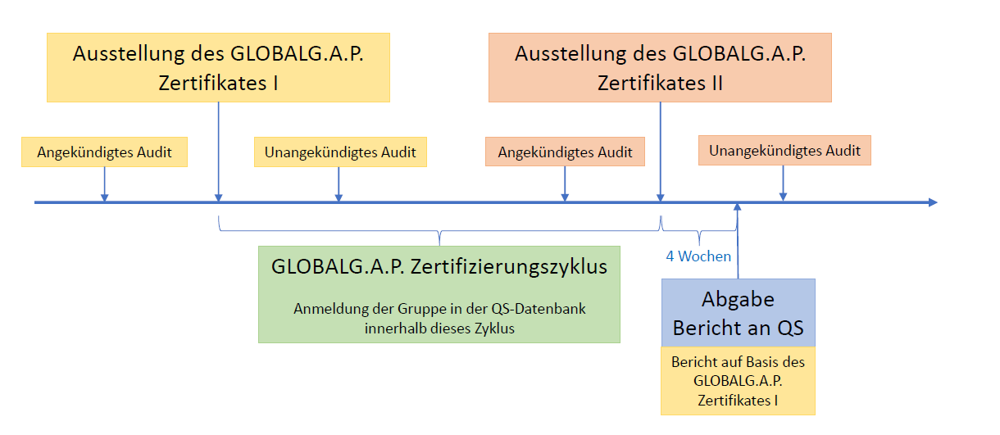 Ausstellung des GLOBALG.A.P.
Zertifikates I
Ausstellung des GLOBALG.A.P.
Zertifikates II
Angekündigtes Audit
Unangekündigtes Audit
Angekündigtes Audit
Unangekündigtes Audit
GLOBALG.A.P. Zertifizierungszyklus
Anmeldung der Gruppe in der QS-Datenbank
innerhalb dieses Zyklus
4 Wochen
Abgabe
Bericht an QS
Bericht auf Basis des
GLOBALG.A.P.
Zertifikates I